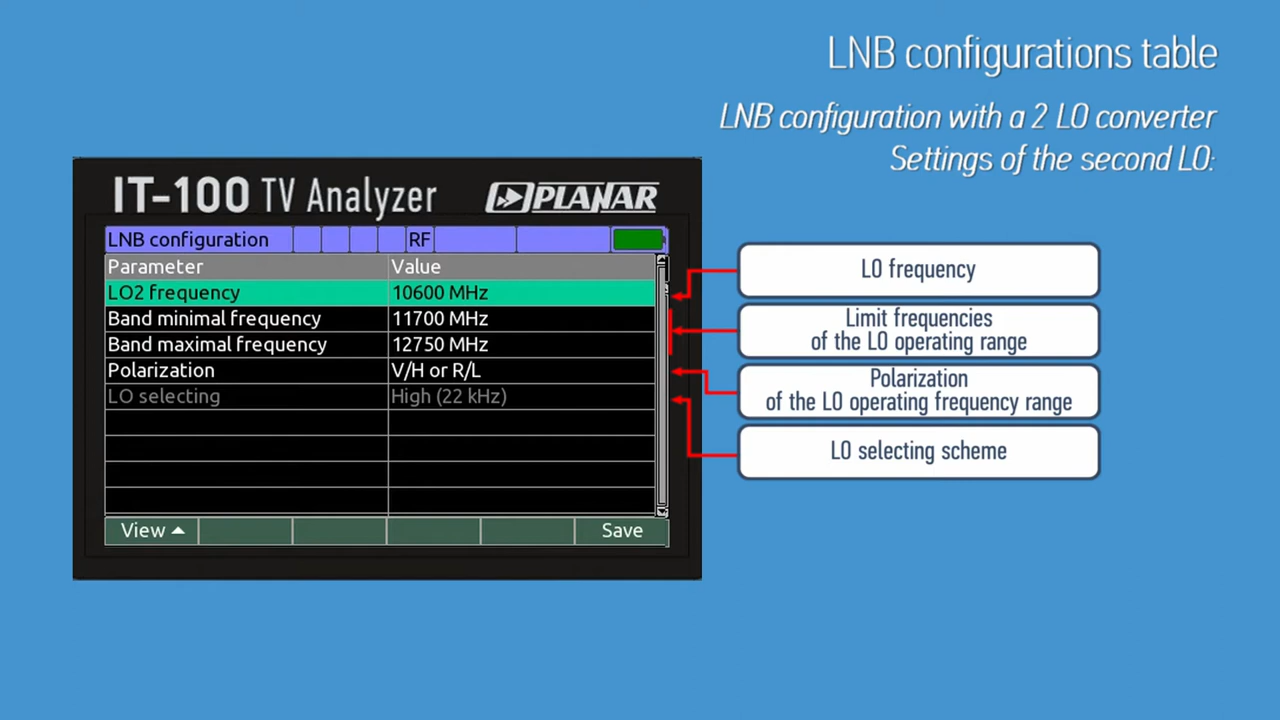 LNB configurations table
LNB configuration with a 2 LO converter
Settings of the second LO:
IT-100 TV Analyzer PLANAR
LNB configuration RF
Parameter Value
LO2 frequency 10600 MHz
Band minimal frequency 11700 MHz
Band maximal frequency 12750 MHz
Polarization V/H or R/L
LO selecting High (22 kHz)
View Save
LO frequency
Limit frequencies
of the LO operating range
Polarization
of the LO operating frequency range
LO selecting scheme